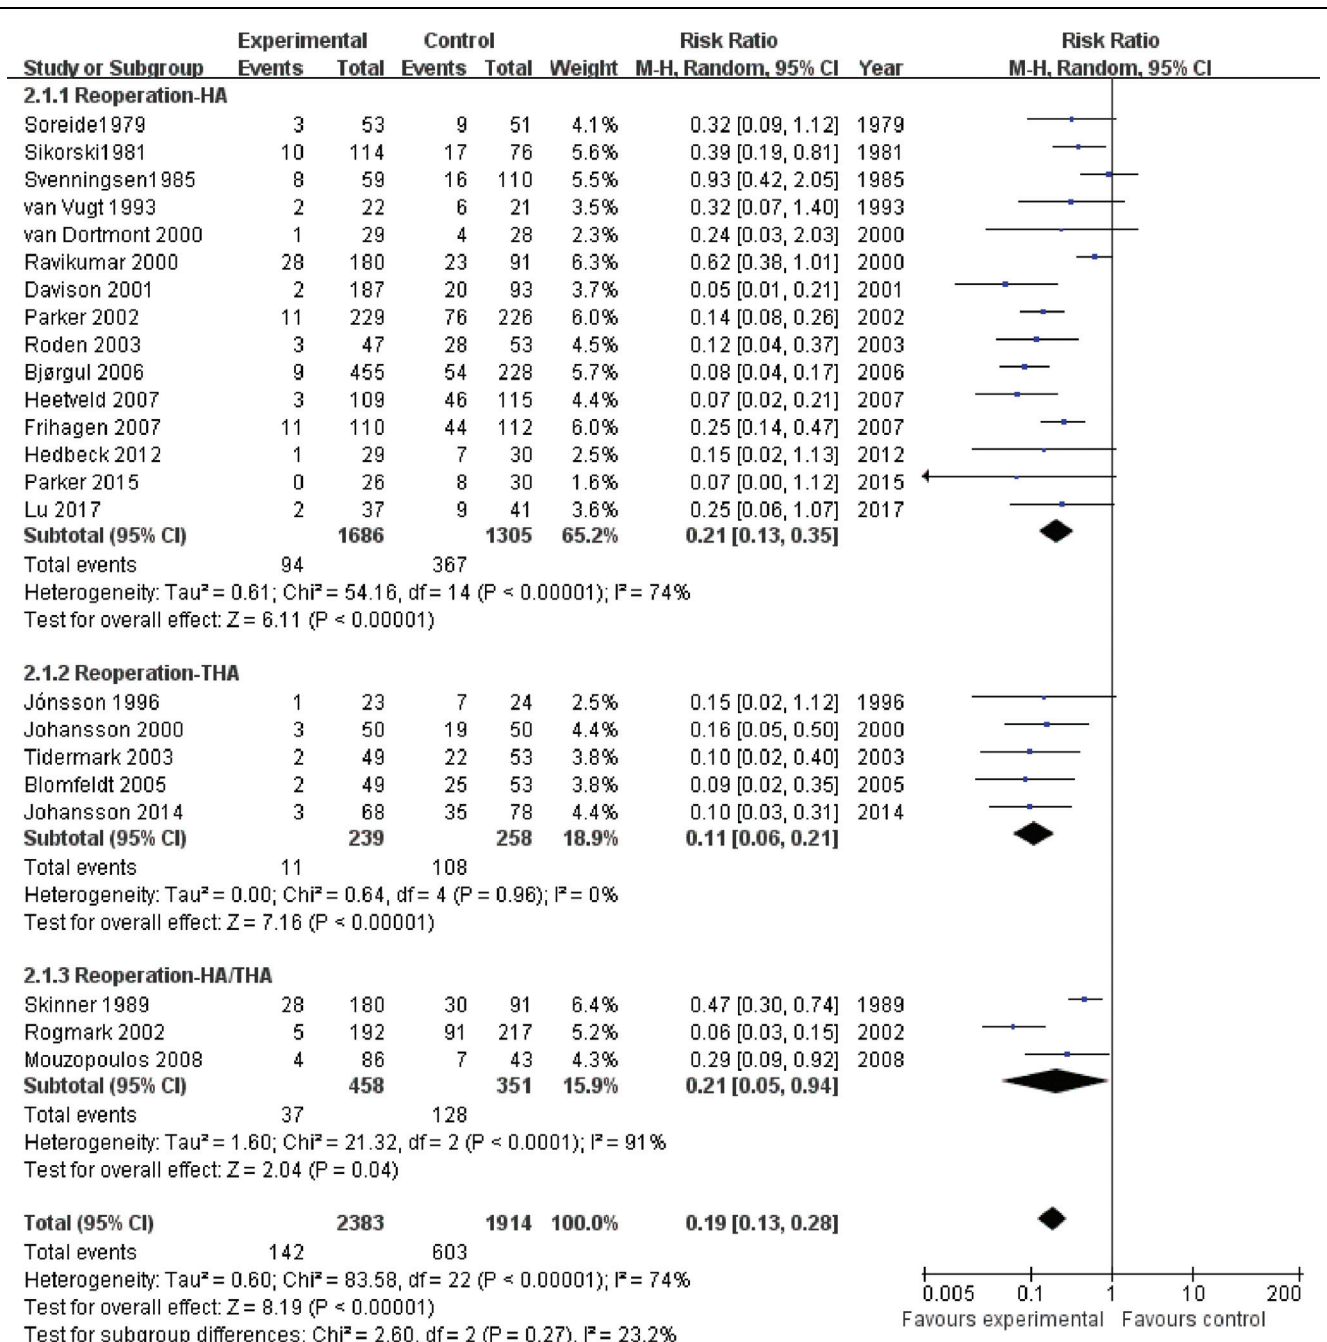 Experimental Control Risk Ratio Risk Ratio
Study or Subgroup Events Total Events Total Weight M-H, Random, 95% CI Year M-H, Random, 95% CI
2.1.1 Reoperation-HA
Soreide1979 3 53 9 51 4.1% 0.32 [0.09, 1.12] 1979
Sikorski1981 10 114 17 76 5.6% 0.39 [0.19, 0.81] 1981
Svenningsen1985 8 59 16 110 5.5% 0.93 [0.42, 2.05] 1985
van Vugt 1993 2 22 6 21 3.5% 0.32 [0.07, 1.40] 1993
van Dortmont 2000 1 29 4 28 2.3% 0.24 [0.03, 2.03] 2000
Ravikumar 2000 28 180 23 91 6.3% 0.62 [0.38, 1.01] 2000
Davison 2001 2 187 20 93 3.7% 0.05 [0.01, 0.21] 2001
Parker 2002 11 229 76 226 6.0% 0.14 [0.08, 0.26] 2002
Roden 2003 3 47 28 53 4.5% 0.12 [0.04, 0.37] 2003
Bjørgul 2006 9 455 54 228 5.7% 0.08 [0.04, 0.17] 2006
Heetveld 2007 3 109 46 115 4.4% 0.07 [0.02, 0.21] 2007
Frihagen 2007 11 110 44 112 6.0% 0.25 [0.14, 0.47] 2007
Hedbeck 2012 1 29 7 30 2.5% 0.15 [0.02, 1.13] 2012
Parker 2015 0 26 8 30 1.6% 0.07 [0.00, 1.12] 2015
Lu 2017 2 37 9 41 3.6% 0.25 [0.06, 1.07] 2017
Subtotal (95% CI) 1686 1305 65.2% 0.21 [0.13, 0.35]
Total events 94 367
Heterogeneity: Tau² = 0.61; Chi² = 54.16, df = 14 (P < 0.00001); I² = 74%
Test for overall effect: Z = 6.11 (P < 0.00001)
2.1.2 Reoperation-THA
Jónsson 1996 1 23 7 24 2.5% 0.15 [0.02, 1.12] 1996
Johansson 2000 3 50 19 50 4.4% 0.16 [0.05, 0.50] 2000
Tidermark 2003 2 49 22 53 3.8% 0.10 [0.02, 0.40] 2003
Blomfeldt 2005 2 49 25 53 3.8% 0.09 [0.02, 0.35] 2005
Johansson 2014 3 68 35 78 4.4% 0.10 [0.03, 0.31] 2014
Subtotal (95% CI) 239 258 18.9% 0.11 [0.06, 0.21]
Total events 11 108
Heterogeneity: Tau² = 0.00; Chi² = 0.64, df = 4 (P = 0.96); I² = 0%
Test for overall effect: Z = 7.16 (P < 0.00001)
2.1.3 Reoperation-HA/THA
Skinner 1989 28 180 30 91 6.4% 0.47 [0.30, 0.74] 1989
Rogmark 2002 5 192 91 217 5.2% 0.06 [0.03, 0.15] 2002
Mouzopoulos 2008 4 86 7 43 4.3% 0.29 [0.09, 0.92] 2008
Subtotal (95% CI) 458 351 15.9% 0.21 [0.05, 0.94]
Total events 37 128
Heterogeneity: Tau² = 1.60; Chi² = 21.32, df = 2 (P < 0.0001); I² = 91%
Test for overall effect: Z = 2.04 (P = 0.04)
Total (95% CI) 2383 1914 100.0% 0.19 [0.13, 0.28]
Total events 142 603
Heterogeneity: Tau² = 0.60; Chi² = 83.58, df = 22 (P < 0.00001); I² = 74%
Test for overall effect: Z = 8.19 (P < 0.00001)
Test for subgroup differences: Chi² = 2.60, df = 2 (P = 0.27), I² = 23.2%
0.005 0.1 1 10 200
Favours experimental Favours control